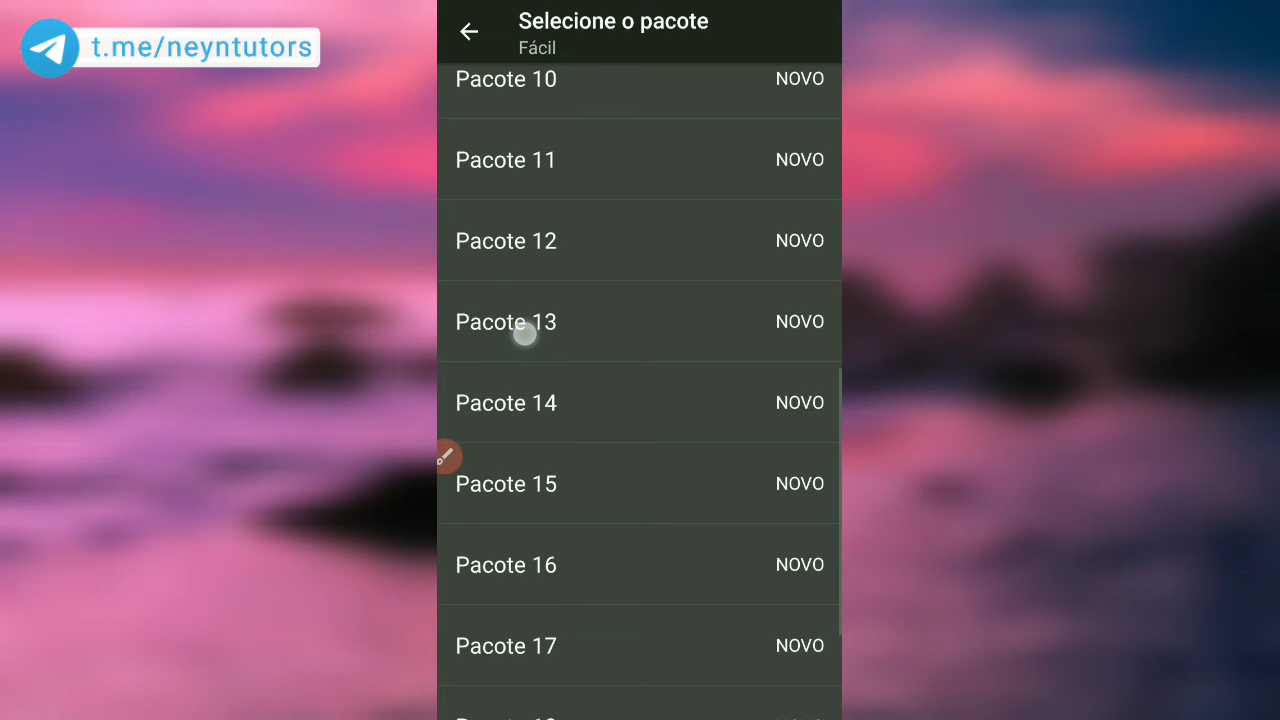 t.me/neyntutors
Selecione o pacote
Fácil
Pacote 10 NOVO
Pacote 11 NOVO
Pacote 12 NOVO
Pacote 13 NOVO
Pacote 14 NOVO
Pacote 15 NOVO
Pacote 16 NOVO
Pacote 17 NOVO